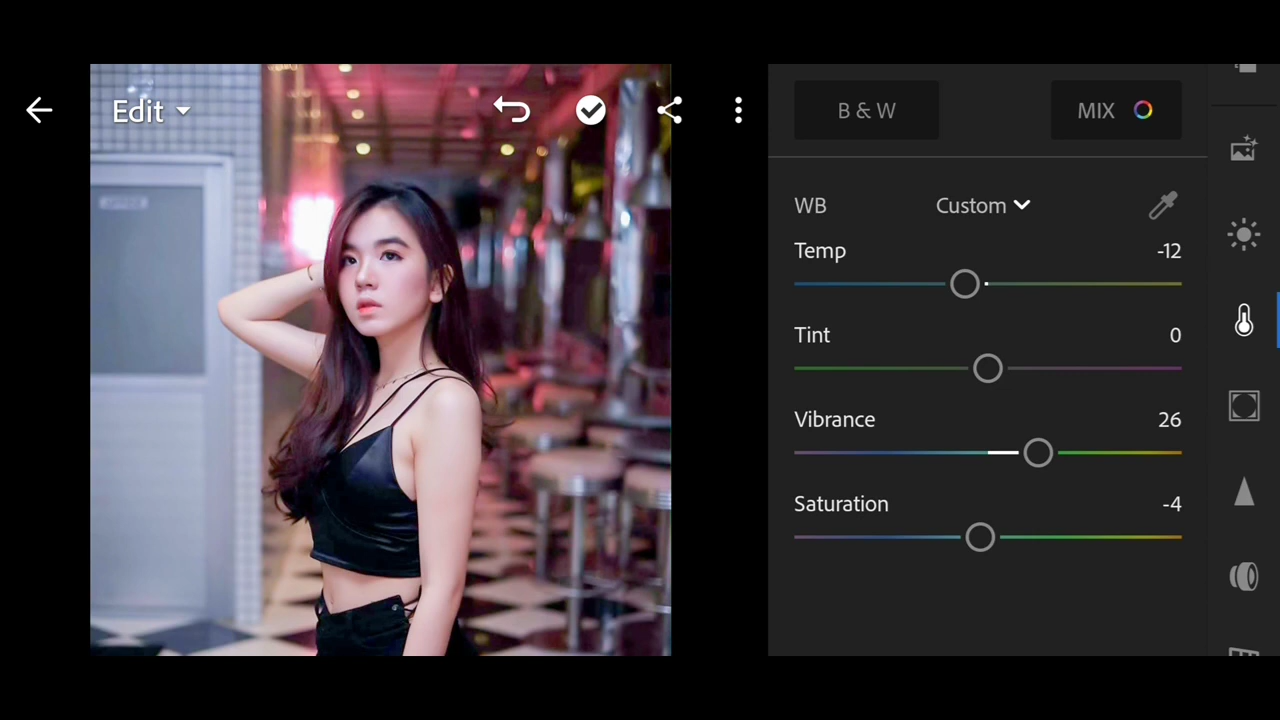 Edit
B & W
MIX
WB
Custom
Temp
-12
Tint
0
Vibrance
26
Saturation
-4